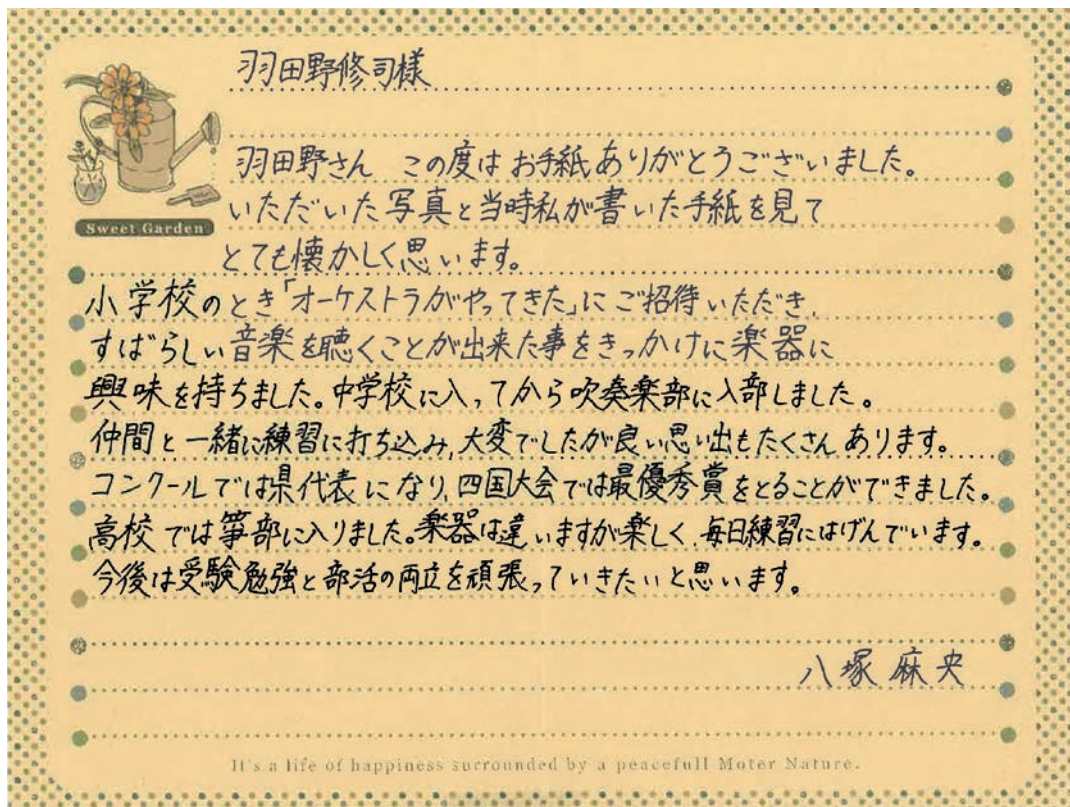 羽田野修司様
羽田野さん この度はお手紙ありがとうございました。
いただいた写真と当時私が書いた手紙を見て
とても懐かしく思います。
Sweet Garden
小学校のとき「オーケストラがやってきた」にご招待いただき、
すばらしい音楽を聴くことが出来た事をきっかけに楽器に
興味を持ちました。中学校に入ってから吹奏楽部に入部しました。
仲間と一緒に練習に打ち込み、大変でしたが良い思い出もたくさんあります。
コンクールでは県代表になり、四国大会では最優秀賞をとることができました。
高校では箏部に入りました。楽器は違いますが楽しく、毎日練習にはげんでいます。
今後は受験勉強と部活の両立を頑張っていきたいと思います。
八塚麻央
It's a life of happiness surrounded by a peacefull Moter Nature.